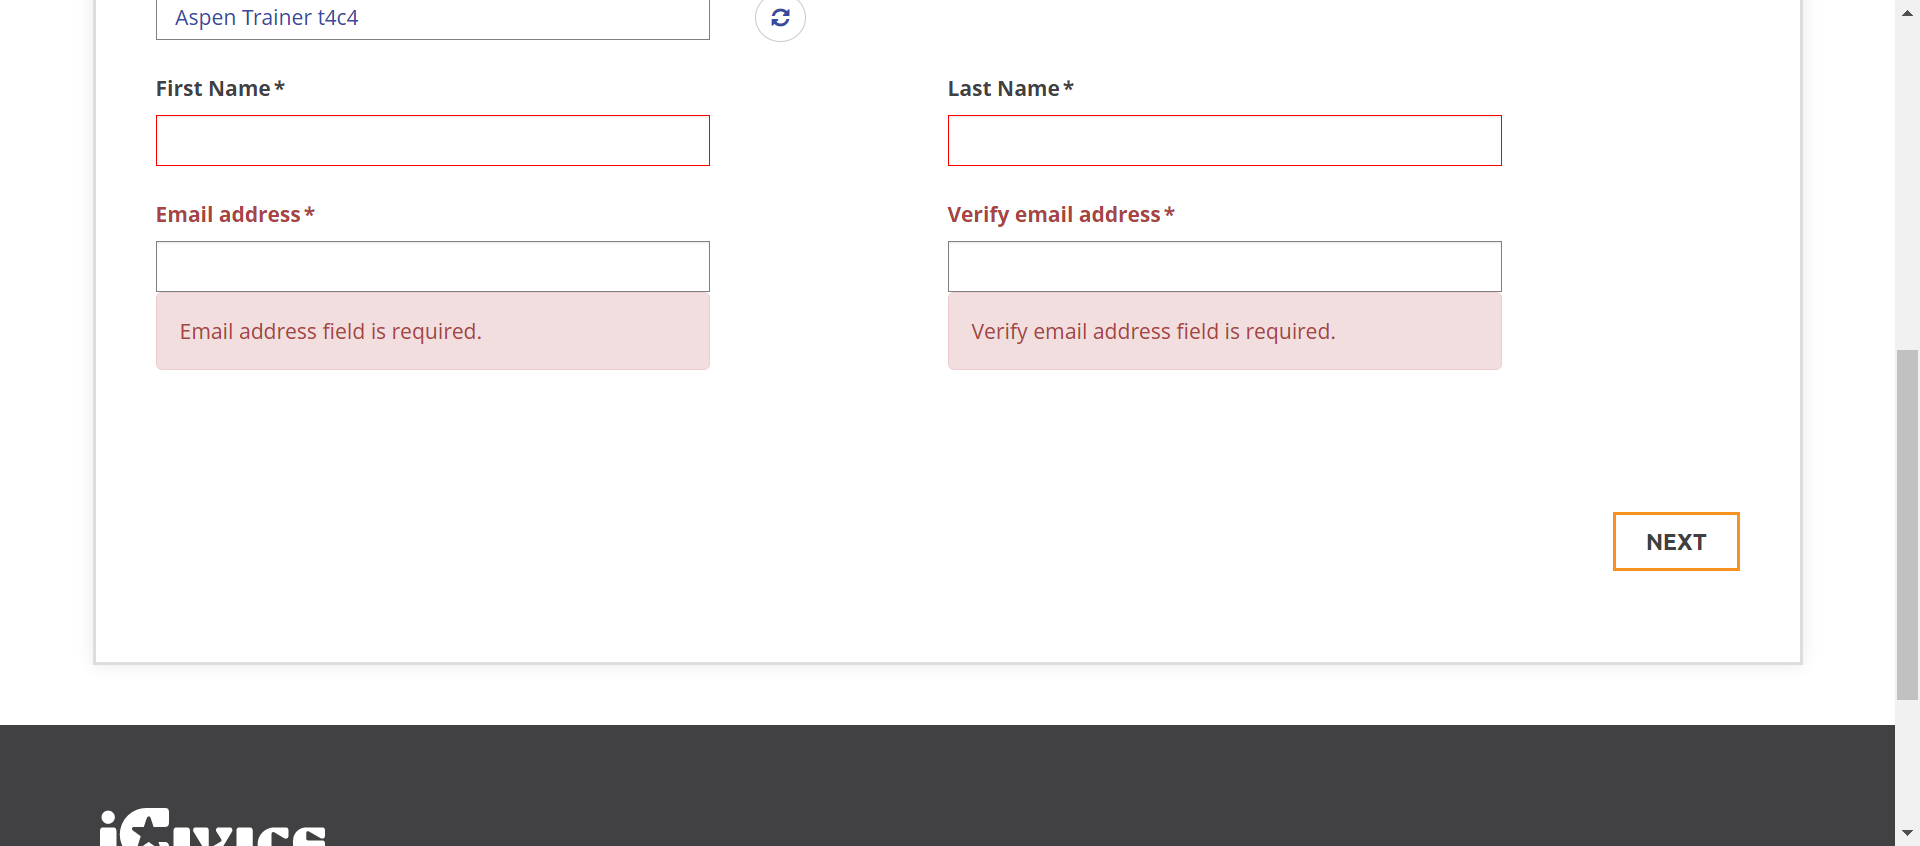 Aspen Trainer t4c4
First Name*
Last Name*
Email address*
Verify email address*
Email address field is required.
Verify email address field is required.
NEXT
iCivics